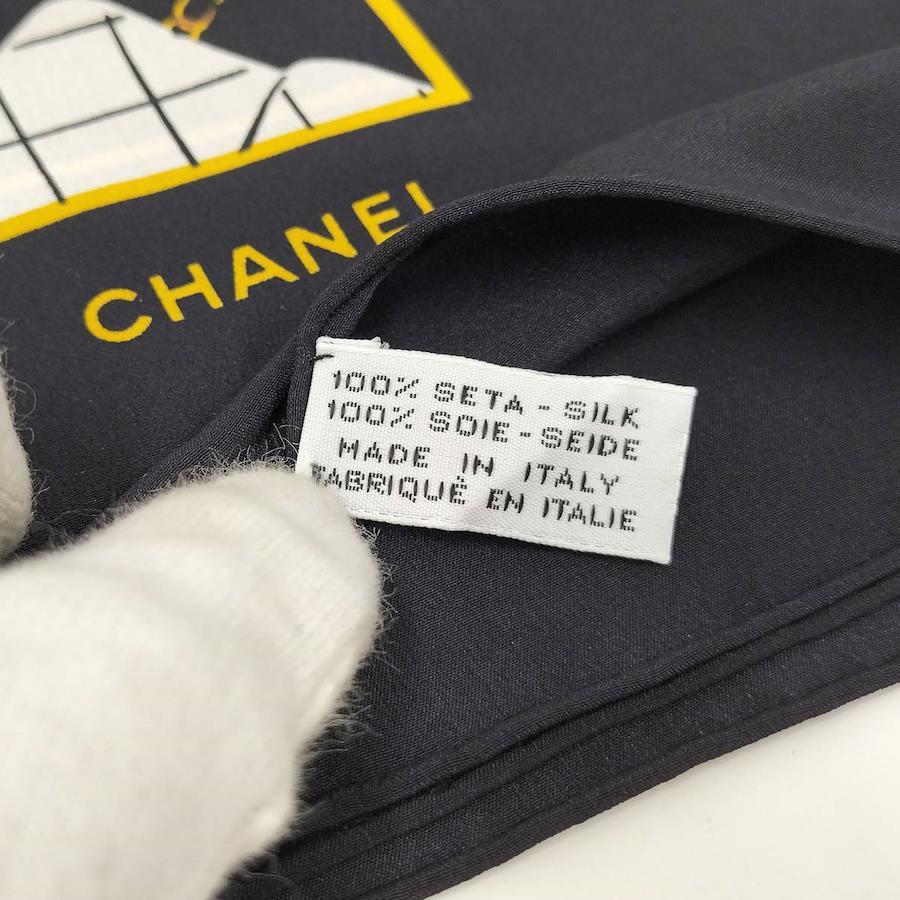 CHANEL
100% SETA - SILK
100% SOIE - SEIDE
MADE IN ITALY
FABRIQUÉ EN ITALIE